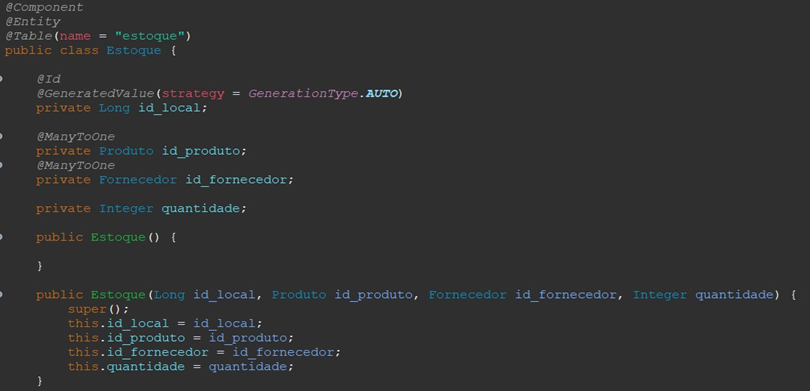 @Component
@Entity
@Table(name = "estoque")
public class Estoque {
@Id
@GeneratedValue(strategy = GenerationType.AUTO)
private Long id_local;
@ManyToOne
private Produto id_produto;
@ManyToOne
private Fornecedor id_fornecedor;
private Integer quantidade;
public Estoque() {
}
public Estoque(Long id_local, Produto id_produto, Fornecedor id_fornecedor, Integer quantidade) {
super();
this.id_local = id_local;
this.id_produto = id_produto;
this.id_fornecedor = id_fornecedor;
this.quantidade = quantidade;
}